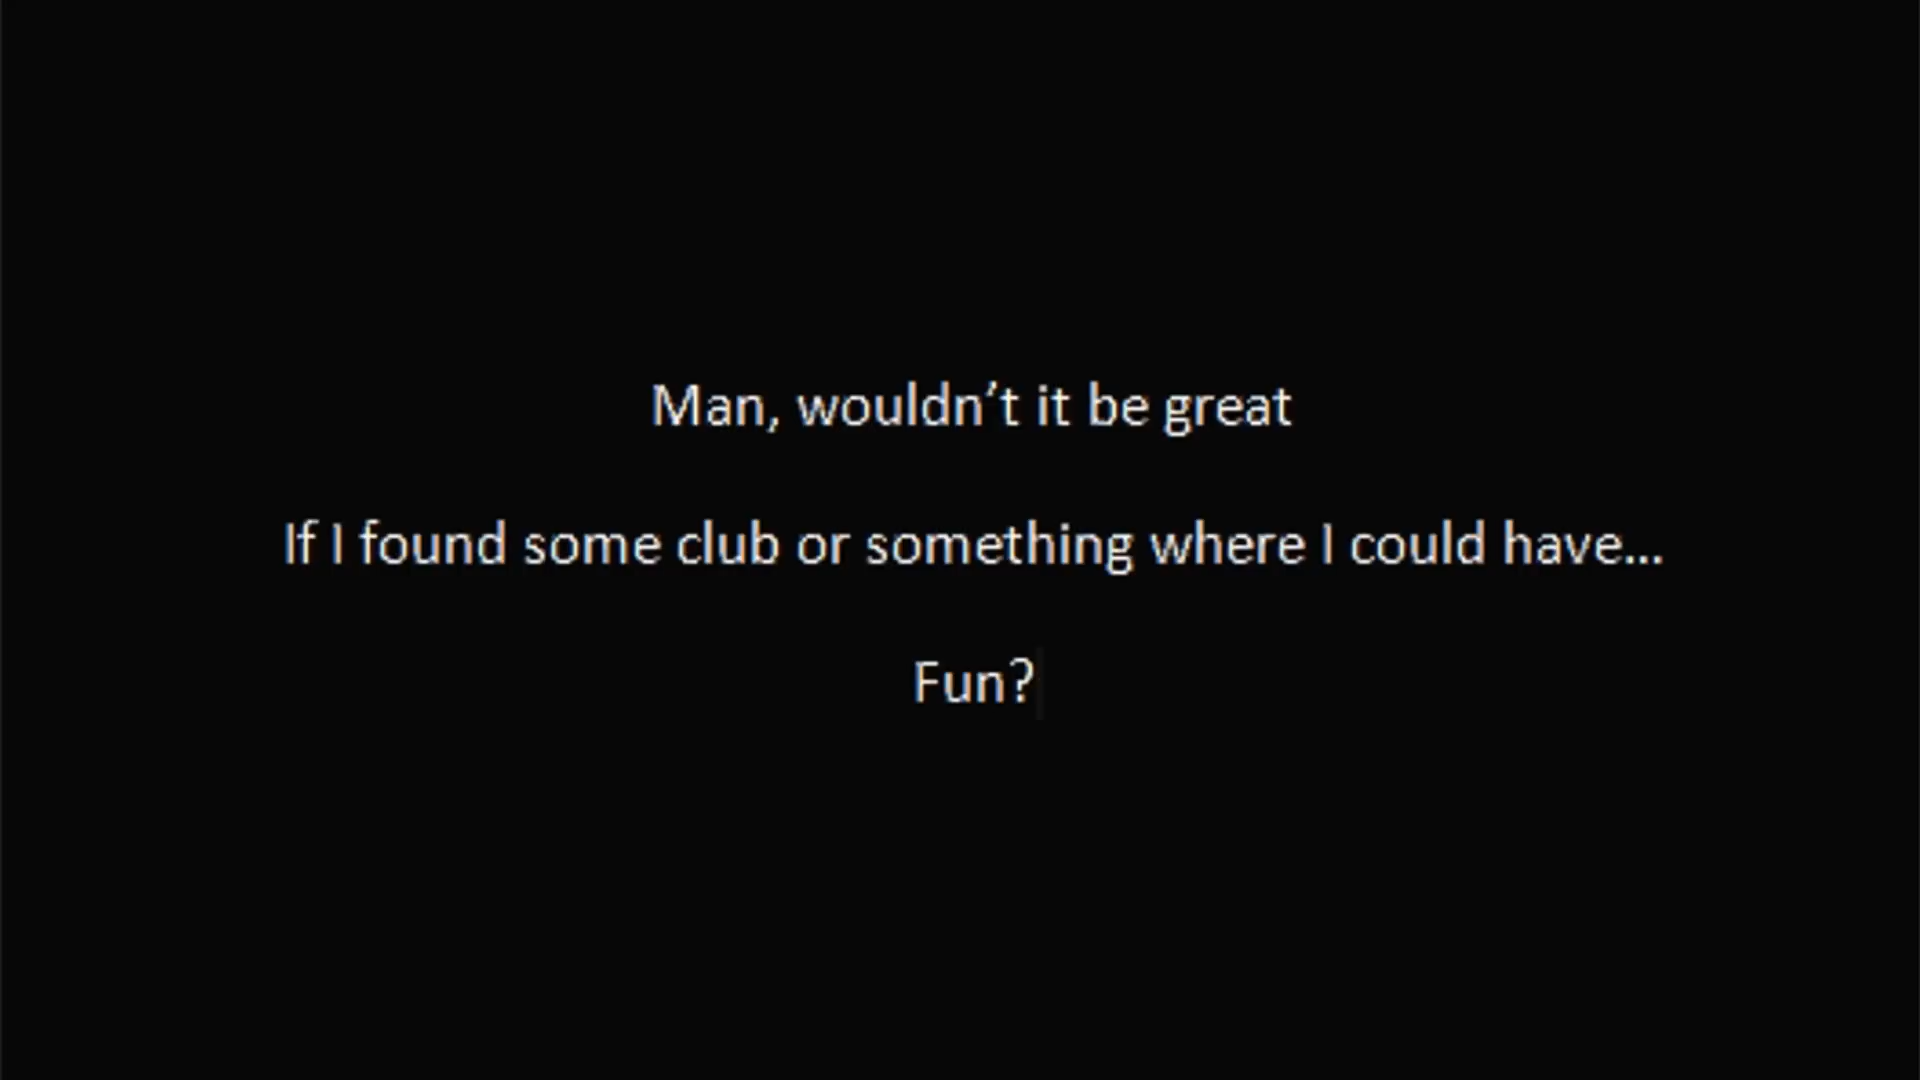 Man, wouldn’t it be great
If I found some club or something where I could have…
Fun?